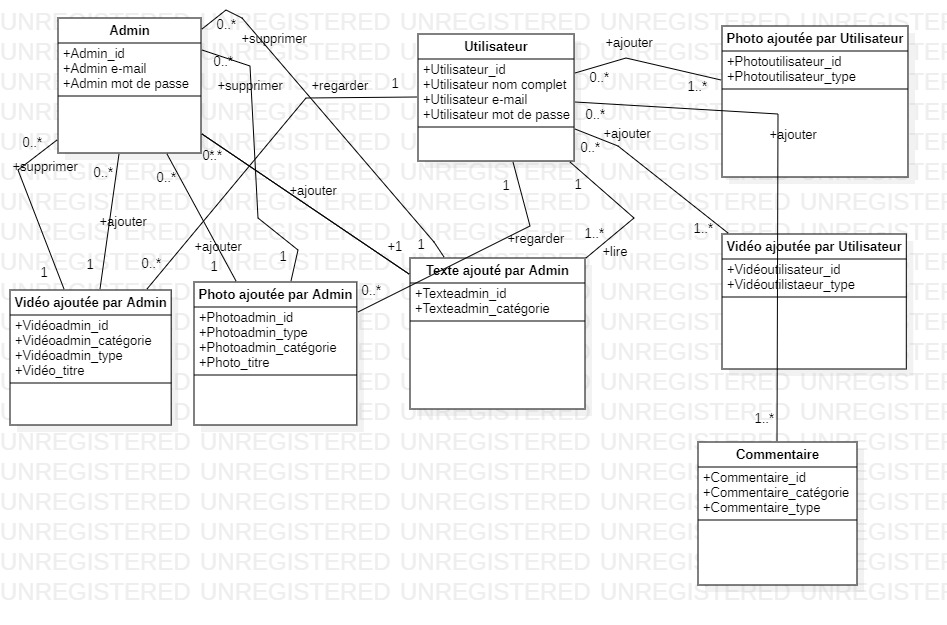 Admin
+Admin_id
+Admin e-mail
+Admin mot de passe
0..*
+supprimer
0..*
+supprimer
+regarder
1
Utilisateur
+Utilisateur_id
+Utilisateur nom complet
+Utilisateur e-mail
+Utilisateur mot de passe
+ajouter
0..*
1..*
Photo ajoutée par Utilisateur
+Photoutilisateur_id
+Photoutilisateur_type
0..*
+ajouter
0..*
+ajouter
0..*
+supprimer
0..*
0..*
0..*
+ajouter
1
1
+ajouter
+ajouter
+1
1
+regarder
1..*
+lire
1..*
1
1
0..*
1
1
0..*
Vidéo ajoutée par Utilisateur
+Vidéoutilisateur_id
+Vidéoutilistaeur_type
Vidéo ajoutée par Admin
+Vidéoadmin_id
+Vidéoadmin_catégorie
+Vidéoadmin_type
+Vidéo_titre
Photo ajoutée par Admin
+Photoadmin_id
+Photoadmin_type
+Photoadmin_catégorie
+Photo_titre
Texte ajouté par Admin
+Texteadmin_id
+Texteadmin_catégorie
1..*
Commentaire
+Commentaire_id
+Commentaire_catégorie
+Commentaire_type
UNREGISTERED UNREGISTERED UNREGISTERED UNREGISTERED UNREGISTERED